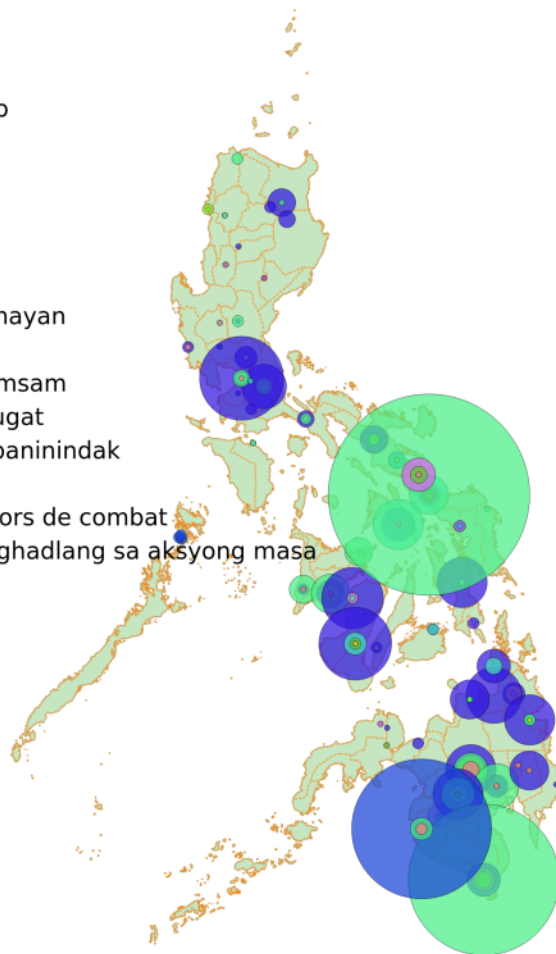 o
nayan
msam
ugat
paninindak
ors de combat
ghadlang sa aksyong masa